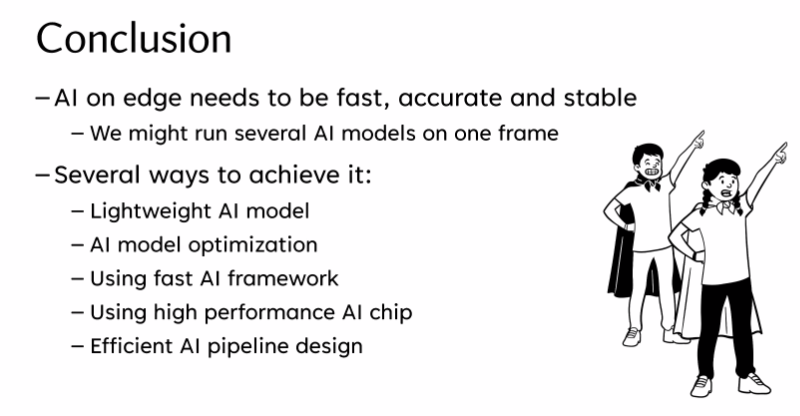 Conclusion
– AI on edge needs to be fast, accurate and stable
– We might run several AI models on one frame
– Several ways to achieve it:
– Lightweight AI model
– AI model optimization
– Using fast AI framework
– Using high performance AI chip
– Efficient AI pipeline design